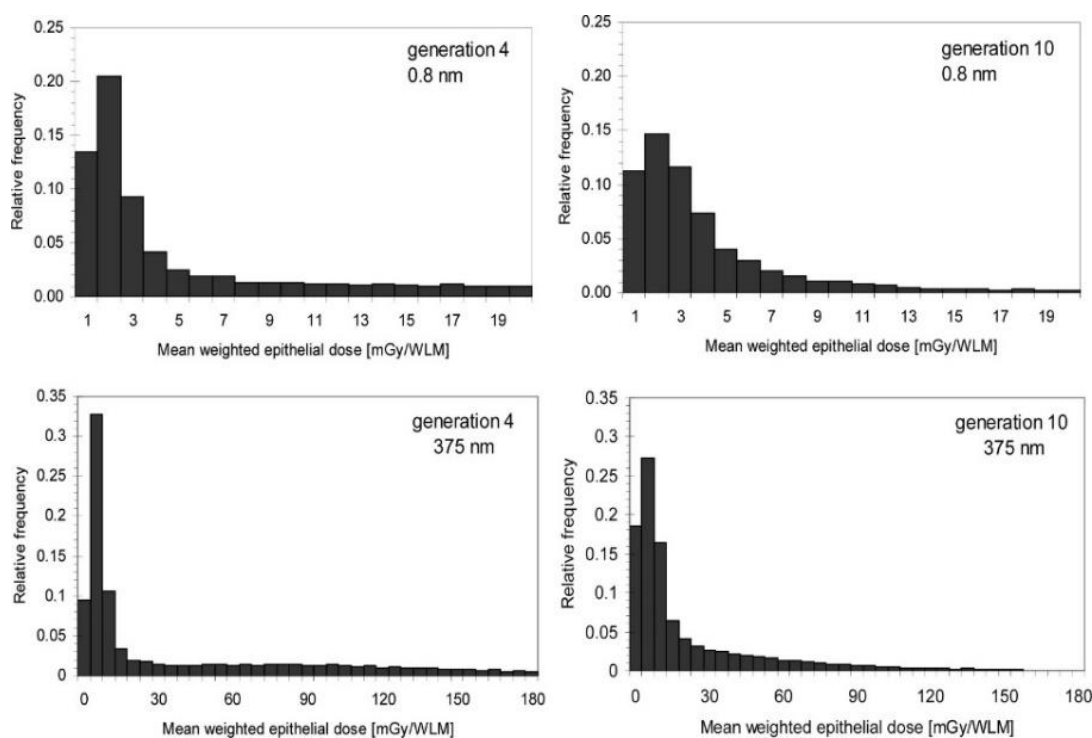 0.25
0.20
0.15
0.10
0.05
0.00
Relative frequency
generation 4
0.8 nm
1 3 5 7 9 11 13 15 17 19
Mean weighted epithelial dose [mGy/WLM]
0.25
0.20
0.15
0.10
0.05
0.00
Relative frequency
generation 10
0.8 nm
1 3 5 7 9 11 13 15 17 19
Mean weighted epithelial dose [mGy/WLM]
0.35
0.3
0.25
0.2
0.15
0.1
0.05
0
Relative frequency
generation 4
375 nm
0 30 60 90 120 150 180
Mean weighted epithelial dose [mGy/WLM]
0.35
0.3
0.25
0.2
0.15
0.1
0.05
0
Relative frequency
generation 10
375 nm
0 30 60 90 120 150 180
Mean weighted epithelial dose [mGy/WLM]